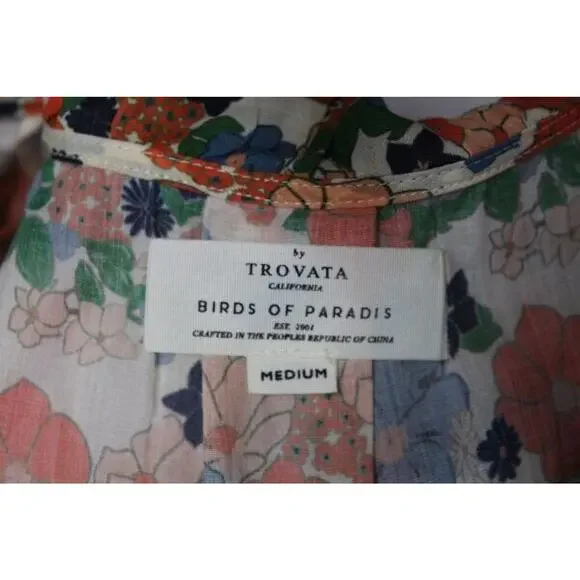 by
TROVATA
CALIFORNIA
BIRDS OF PARADIS
EST. 2001
CRAFTED IN THE PEOPLES REPUBLIC OF CHINA
MEDIUM